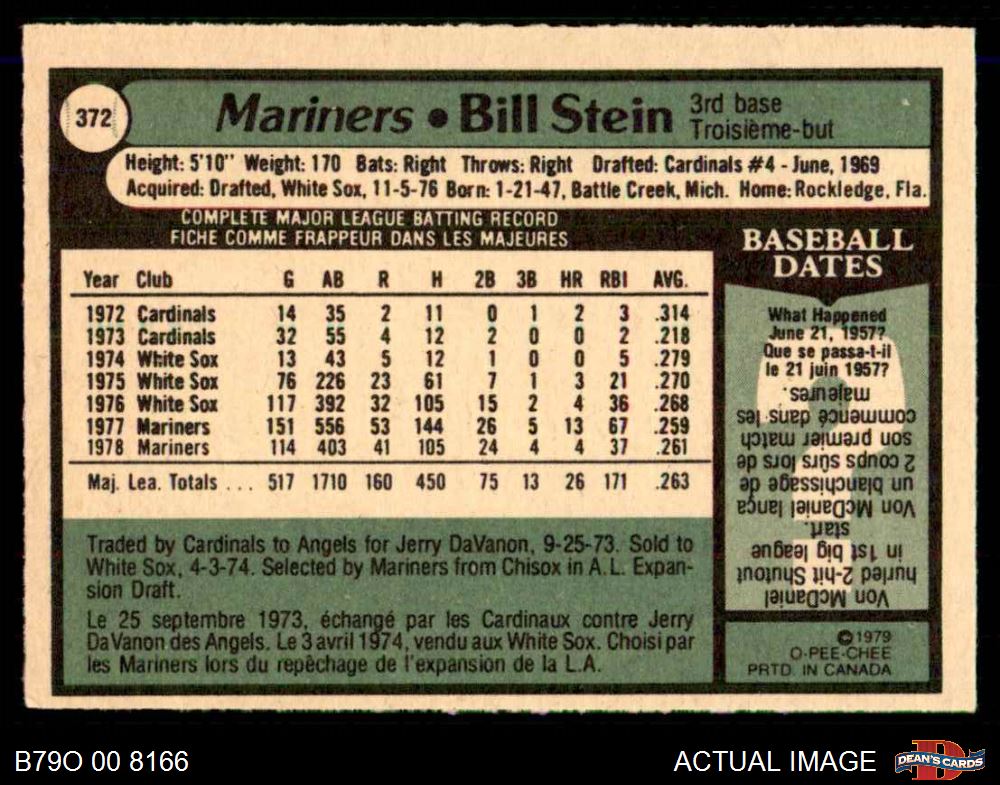 372
Mariners • Bill Stein
3rd base
Troisième-but
Height: 5'10" Weight: 170 Bats: Right Throws: Right Drafted: Cardinals #4 - June, 1969
Acquired: Drafted, White Sox, 11-5-76 Born: 1-21-47, Battle Creek, Mich. Home: Rockledge, Fla.
COMPLETE MAJOR LEAGUE BATTING RECORD
FICHE COMME FRAPPEUR DANS LES MAJEURES
Year Club G AB R H 2B 3B HR RBI AVG.
1972 Cardinals 14 35 2 11 0 1 2 3 .314
1973 Cardinals 32 55 4 12 2 0 0 2 .218
1974 White Sox 13 43 5 12 1 0 0 5 .279
1975 White Sox 76 226 23 61 7 1 3 21 .270
1976 White Sox 117 392 32 105 15 2 4 36 .268
1977 Mariners 151 556 53 144 26 5 13 67 .259
1978 Mariners 114 403 41 105 24 4 4 37 .261
Maj. Lea. Totals ... 517 1710 160 450 75 13 26 171 .263
Traded by Cardinals to Angels for Jerry DaVanon, 9-25-73. Sold to
White Sox, 4-3-74. Selected by Mariners from Chisox in A.L. Expan-
sion Draft.
Le 25 septembre 1973, échangé par les Cardinaux contre Jerry
DaVanon des Angels. Le 3 avril 1974, vendu aux White Sox. Choisi par
les Mariners lors du repêchage de l'expansion de la L.A.
BASEBALL
DATES
What Happened
June 21, 1957?
Que se passa-t-il
le 21 juin 1957?
Von McDaniel
hurled 2-hit Shutout
in 1st big league
start.
Von McDaniel lança
un blanchissage de
2 coups sûrs lors de
son premier match
commence dans les
majeures.
©1979
O-PEE-CHEE
PRTD. IN CANADA
B79O 00 8166
ACTUAL IMAGE
D
DEAN'S CARDS